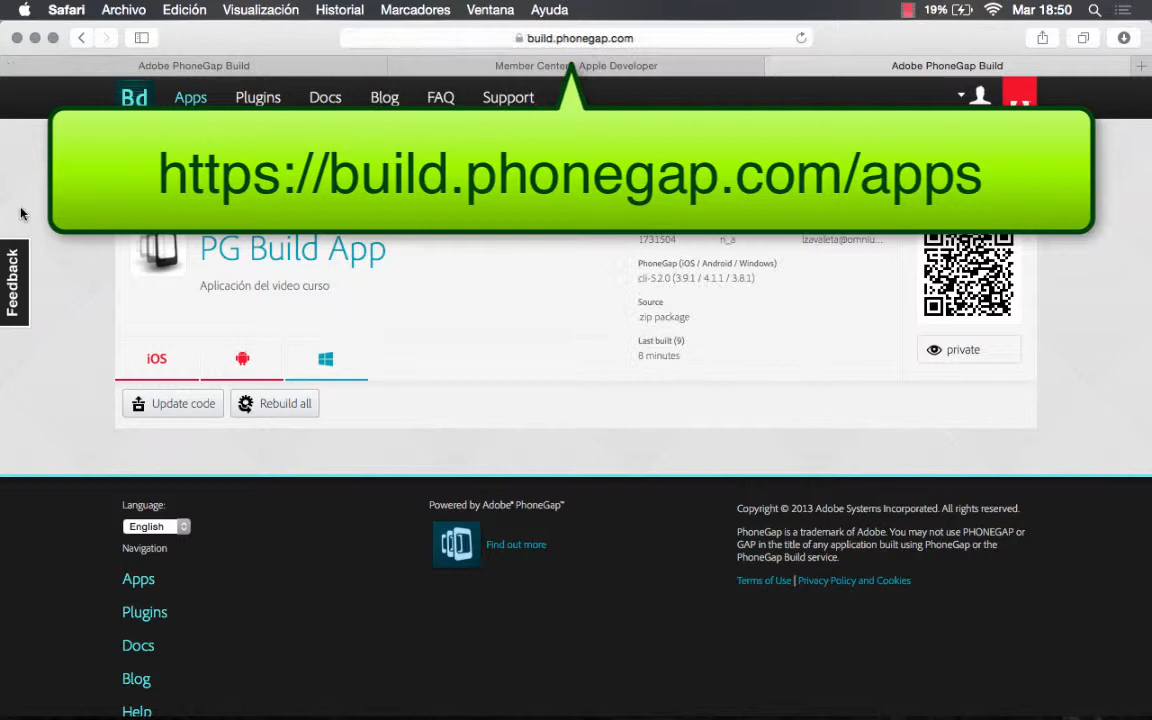 Safari Archivo Edición Visualización Historial Marcadores Ventana Ayuda 19% Mar 18:50
build.phonegap.com
Adobe PhoneGap Build Member Center Apple Developer Adobe PhoneGap Build
Bd Apps Plugins Docs Blog FAQ Support
https://build.phonegap.com/apps
1731504 n_a lzavaleta@omniu...
PG Build App
PhoneGap (iOS / Android / Windows)
cli-5.2.0 (3.9.1 / 4.1.1 / 3.8.1)
Aplicación del video curso
Source
.zip package
Last built (9)
8 minutes
private
iOS
Update code Rebuild all
Feedback
Language:
English
Navigation
Apps
Plugins
Docs
Blog
Help
Powered by Adobe® PhoneGap™
Find out more
Copyright © 2013 Adobe Systems Incorporated. All rights reserved.
PhoneGap is a trademark of Adobe. You may not use PHONEGAP or
GAP in the title of any application built using PhoneGap or the
PhoneGap Build service.
Terms of Use | Privacy Policy and Cookies